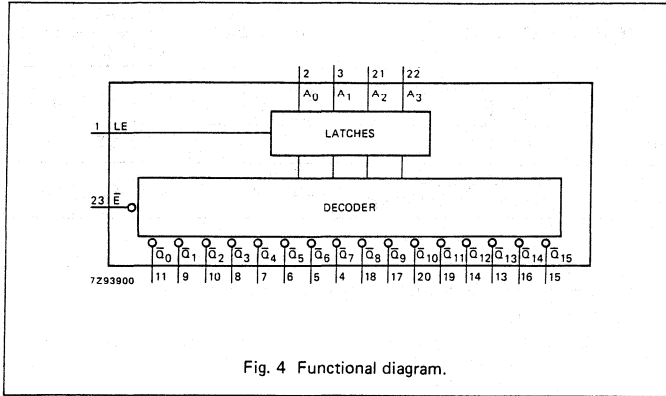 2 3 21 22
A0 A1 A2 A3
1 LE
LATCHES
23 E̅
DECODER
Q̅0 Q̅1 Q̅2 Q̅3 Q̅4 Q̅5 Q̅6 Q̅7 Q̅8 Q̅9 Q̅10 Q̅11 Q̅12 Q̅13 Q̅14 Q̅15
7Z93900 11 9 10 8 7 6 5 4 18 17 20 19 14 13 16 15
Fig. 4 Functional diagram.